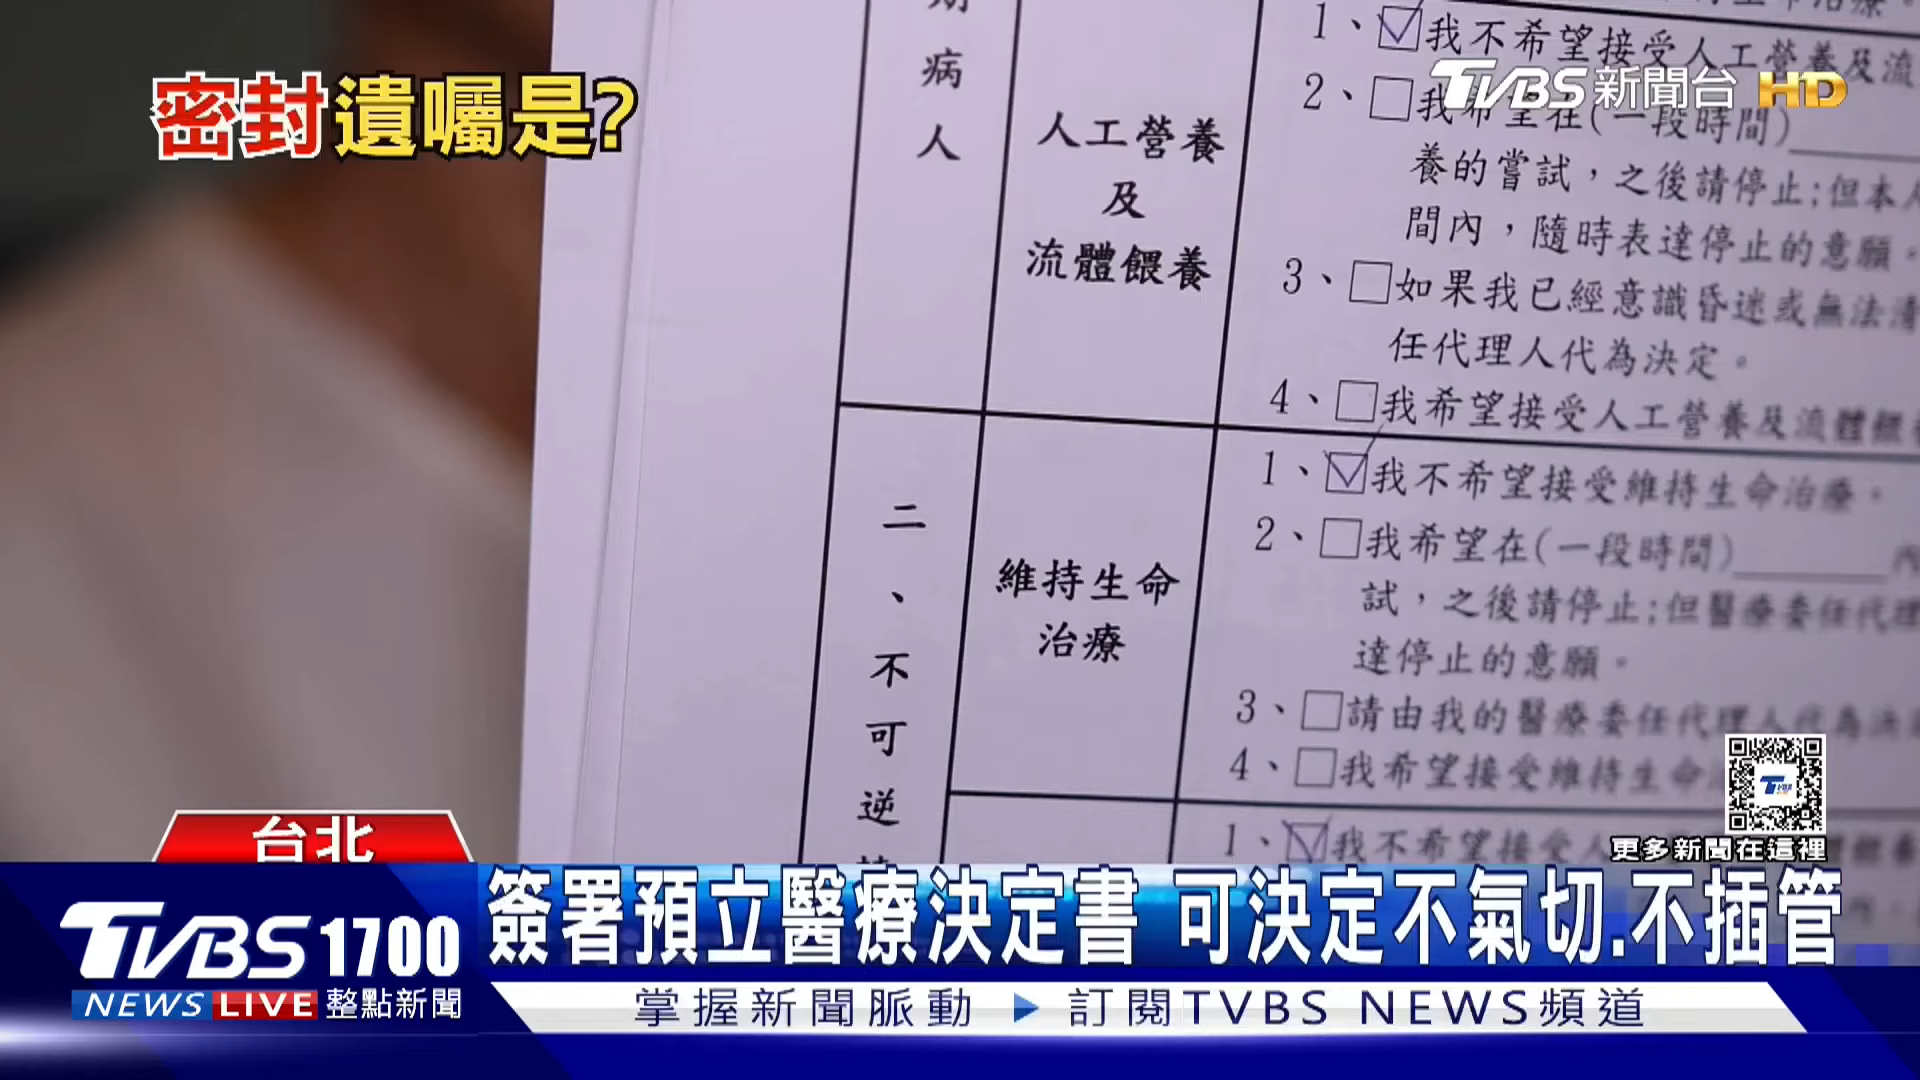 密封遺囑是?
TVBS新聞台 HD
病
人
人工營養
及
流體餵養
1、我不希望接受人工營養及流
2、我希望在(一段時間)
養的嘗試，之後請停止;但本人
間內，隨時表達停止的意願。
3、如果我已經意識昏迷或無法清
任代理人代為決定。
4、我希望接受人工營養及流體餵
二
、
不
可
逆
維持生命
治療
1、我不希望接受維持生命治療。
2、我希望在(一段時間)
試，之後請停止;但醫療委任代理
達停止的意願。
3、請由我的醫療委任代理人代為決
4、我希望接受維持生命
1、我不希望接受人
更多新聞在這裡
台北
簽署預立醫療決定書 可決定不氣切.不插管
TVBS 1700
NEWS LIVE 整點新聞
掌握新聞脈動 ▶ 訂閱TVBS NEWS頻道